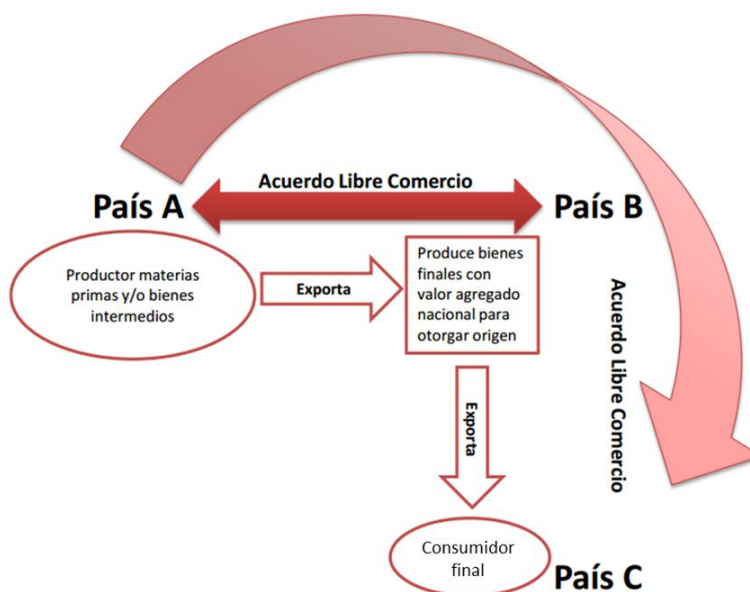 Acuerdo Libre Comercio
País A
País B
Productor materias
primas y/o bienes
intermedios
Exporta
Produce bienes
finales con
valor agregado
nacional para
otorgar origen
Acuerdo Libre Comercio
Exporta
Consumidor
final
País C